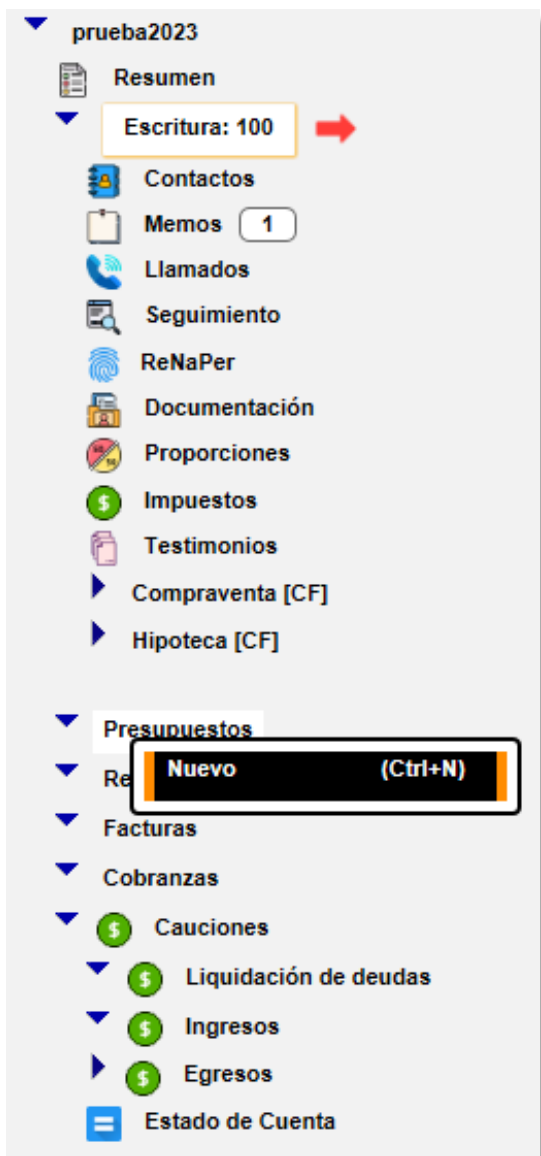 prueba2023
Resumen
Escritura: 100
Contactos
Memos 1
Llamados
Seguimiento
ReNaPer
Documentación
Proporciones
Impuestos
Testimonios
Compraventa [CF]
Hipoteca [CF]
Presupuestos
Nuevo (Ctrl+N)
Re
Facturas
Cobranzas
Cauciones
Liquidación de deudas
Ingresos
Egresos
Estado de Cuenta